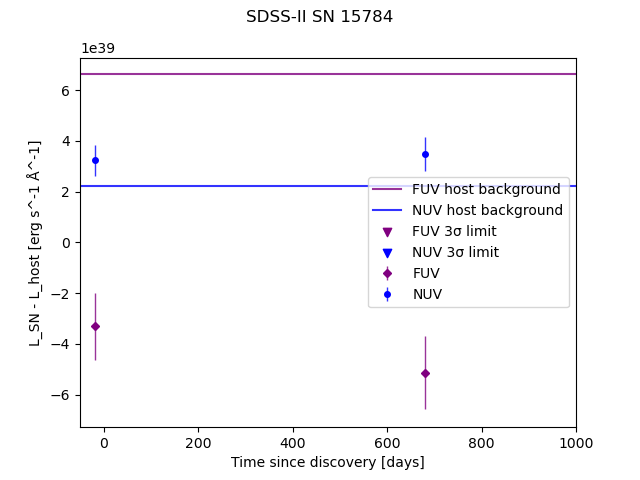 SDSS-II SN 15784
1e39
6
4
2
0
−2
−4
−6
L_SN - L_host [erg s^-1 Å^-1]
FUV host background
NUV host background
FUV 3σ limit
NUV 3σ limit
FUV
NUV
0 200 400 600 800 1000
Time since discovery [days]